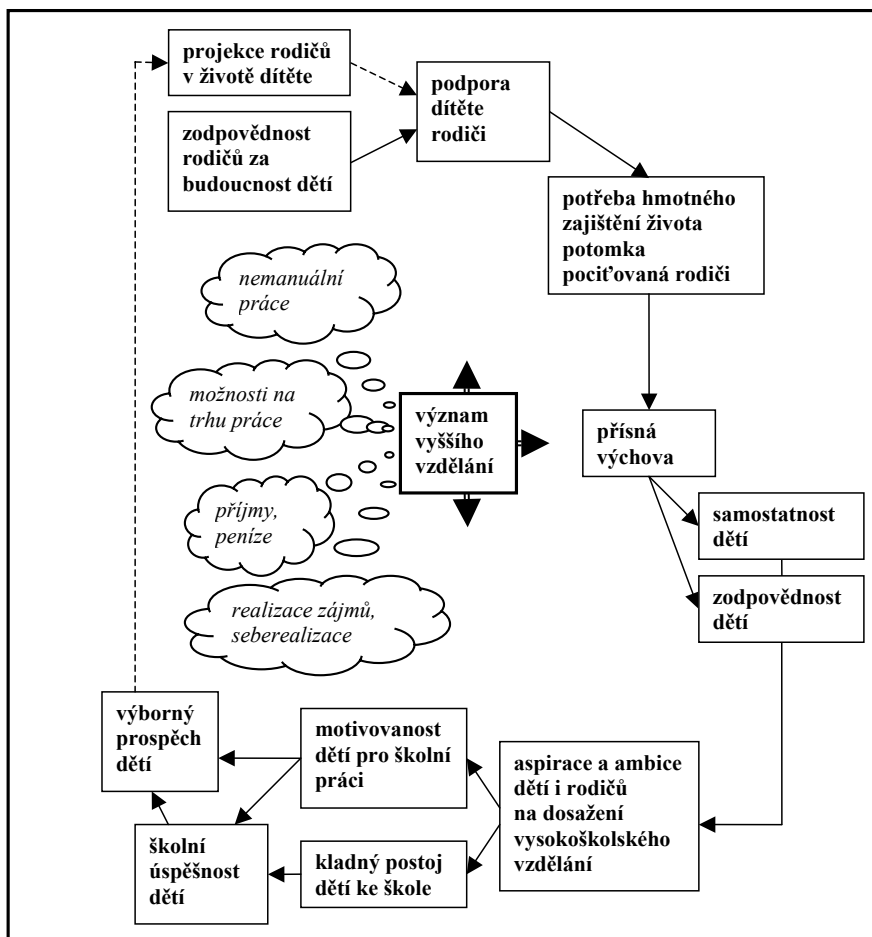 projekce rodičů
v životě dítěte
podpora
dítěte
rodiči
zodpovědnost
rodičů za
budoucnost dětí
potřeba hmotného
zajištění života
potomka
pociťovaná rodiči
nemanuální
práce
možnosti na
trhu práce
význam
vyššího
vzdělání
přísná
výchova
příjmy,
peníze
samostatnost
dětí
zodpovědnost
dětí
realizace zájmů,
seberealizace
výborný
prospěch
dětí
motivovanost
dětí pro školní
práci
aspirace a ambice
dětí i rodičů
na dosažení
vysokoškolského
vzdělání
školní
úspěšnost
dětí
kladný postoj
dětí ke škole